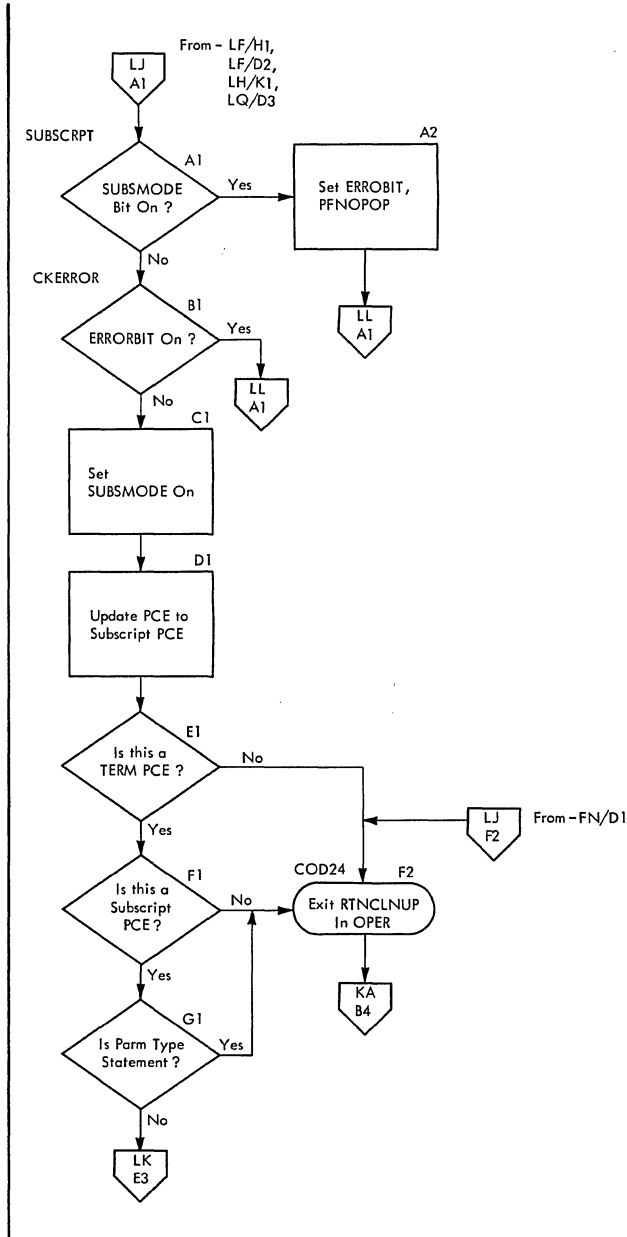 From - LF/H1,
LF/D2,
LH/K1,
LQ/D3
LJ
A1
SUBSCRPT
A1
SUBSMODE
Bit On ?
Yes
A2
Set ERROBIT,
PFNOPOP
LL
A1
No
CKERROR
B1
ERRORBIT On ?
Yes
LL
A1
No
C1
Set
SUBSMODE On
D1
Update PCE to
Subscript PCE
E1
Is this a
TERM PCE ?
No
Yes
LJ
F2
From -FN/D1
F1
Is this a
Subscript
PCE ?
No
COD24
F2
Exit RTNCLNUP
In OPER
KA
B4
Yes
G1
Is Parm Type
Statement ?
Yes
No
LK
E3